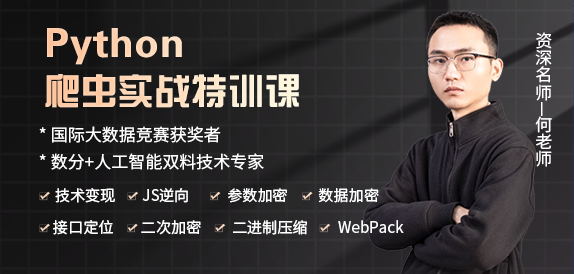 Python
爬虫实战特训课
* 国际大数据竞赛获奖者
* 数分+人工智能双料技术专家
技术变现 JS逆向 参数加密 数据加密
接口定位 二次加密 二进制压缩 WebPack
资深名师—何老师